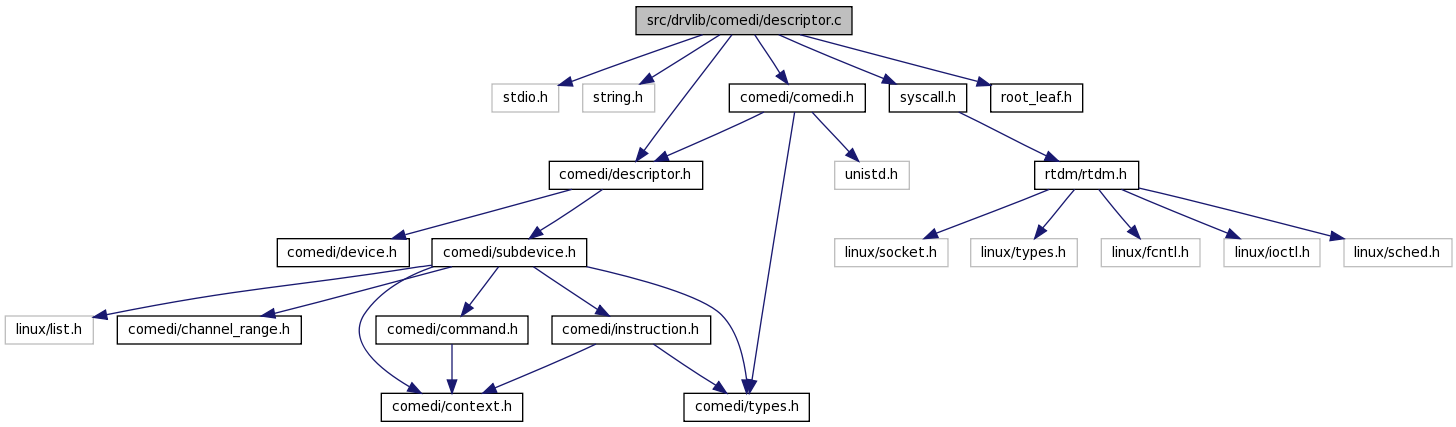 src/drvlib/comedi/descriptor.c
stdio.h
string.h
comedi/comedi.h
syscall.h
root_leaf.h
comedi/descriptor.h
unistd.h
rtdm/rtdm.h
comedi/device.h
comedi/subdevice.h
linux/socket.h
linux/types.h
linux/fcntl.h
linux/ioctl.h
linux/sched.h
linux/list.h
comedi/channel_range.h
comedi/command.h
comedi/instruction.h
comedi/context.h
comedi/types.h